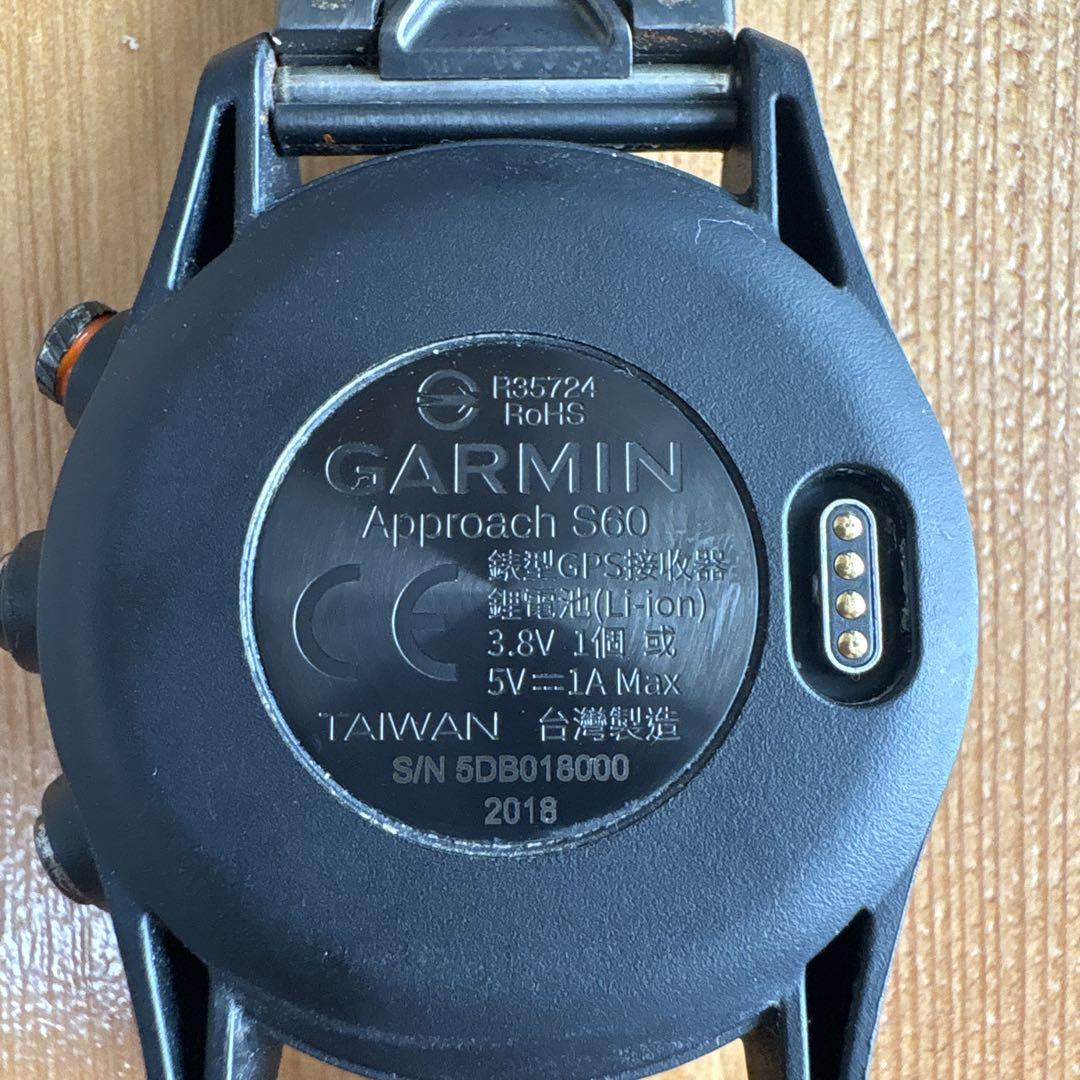 R35724
RoHS
GARMIN
Approach S60
CE
錶型GPS接收器
鋰電池(Li-ion)
3.8V 1個 或
5V⎓1A Max
TAIWAN 台灣製造
S/N 5DB018000
2018